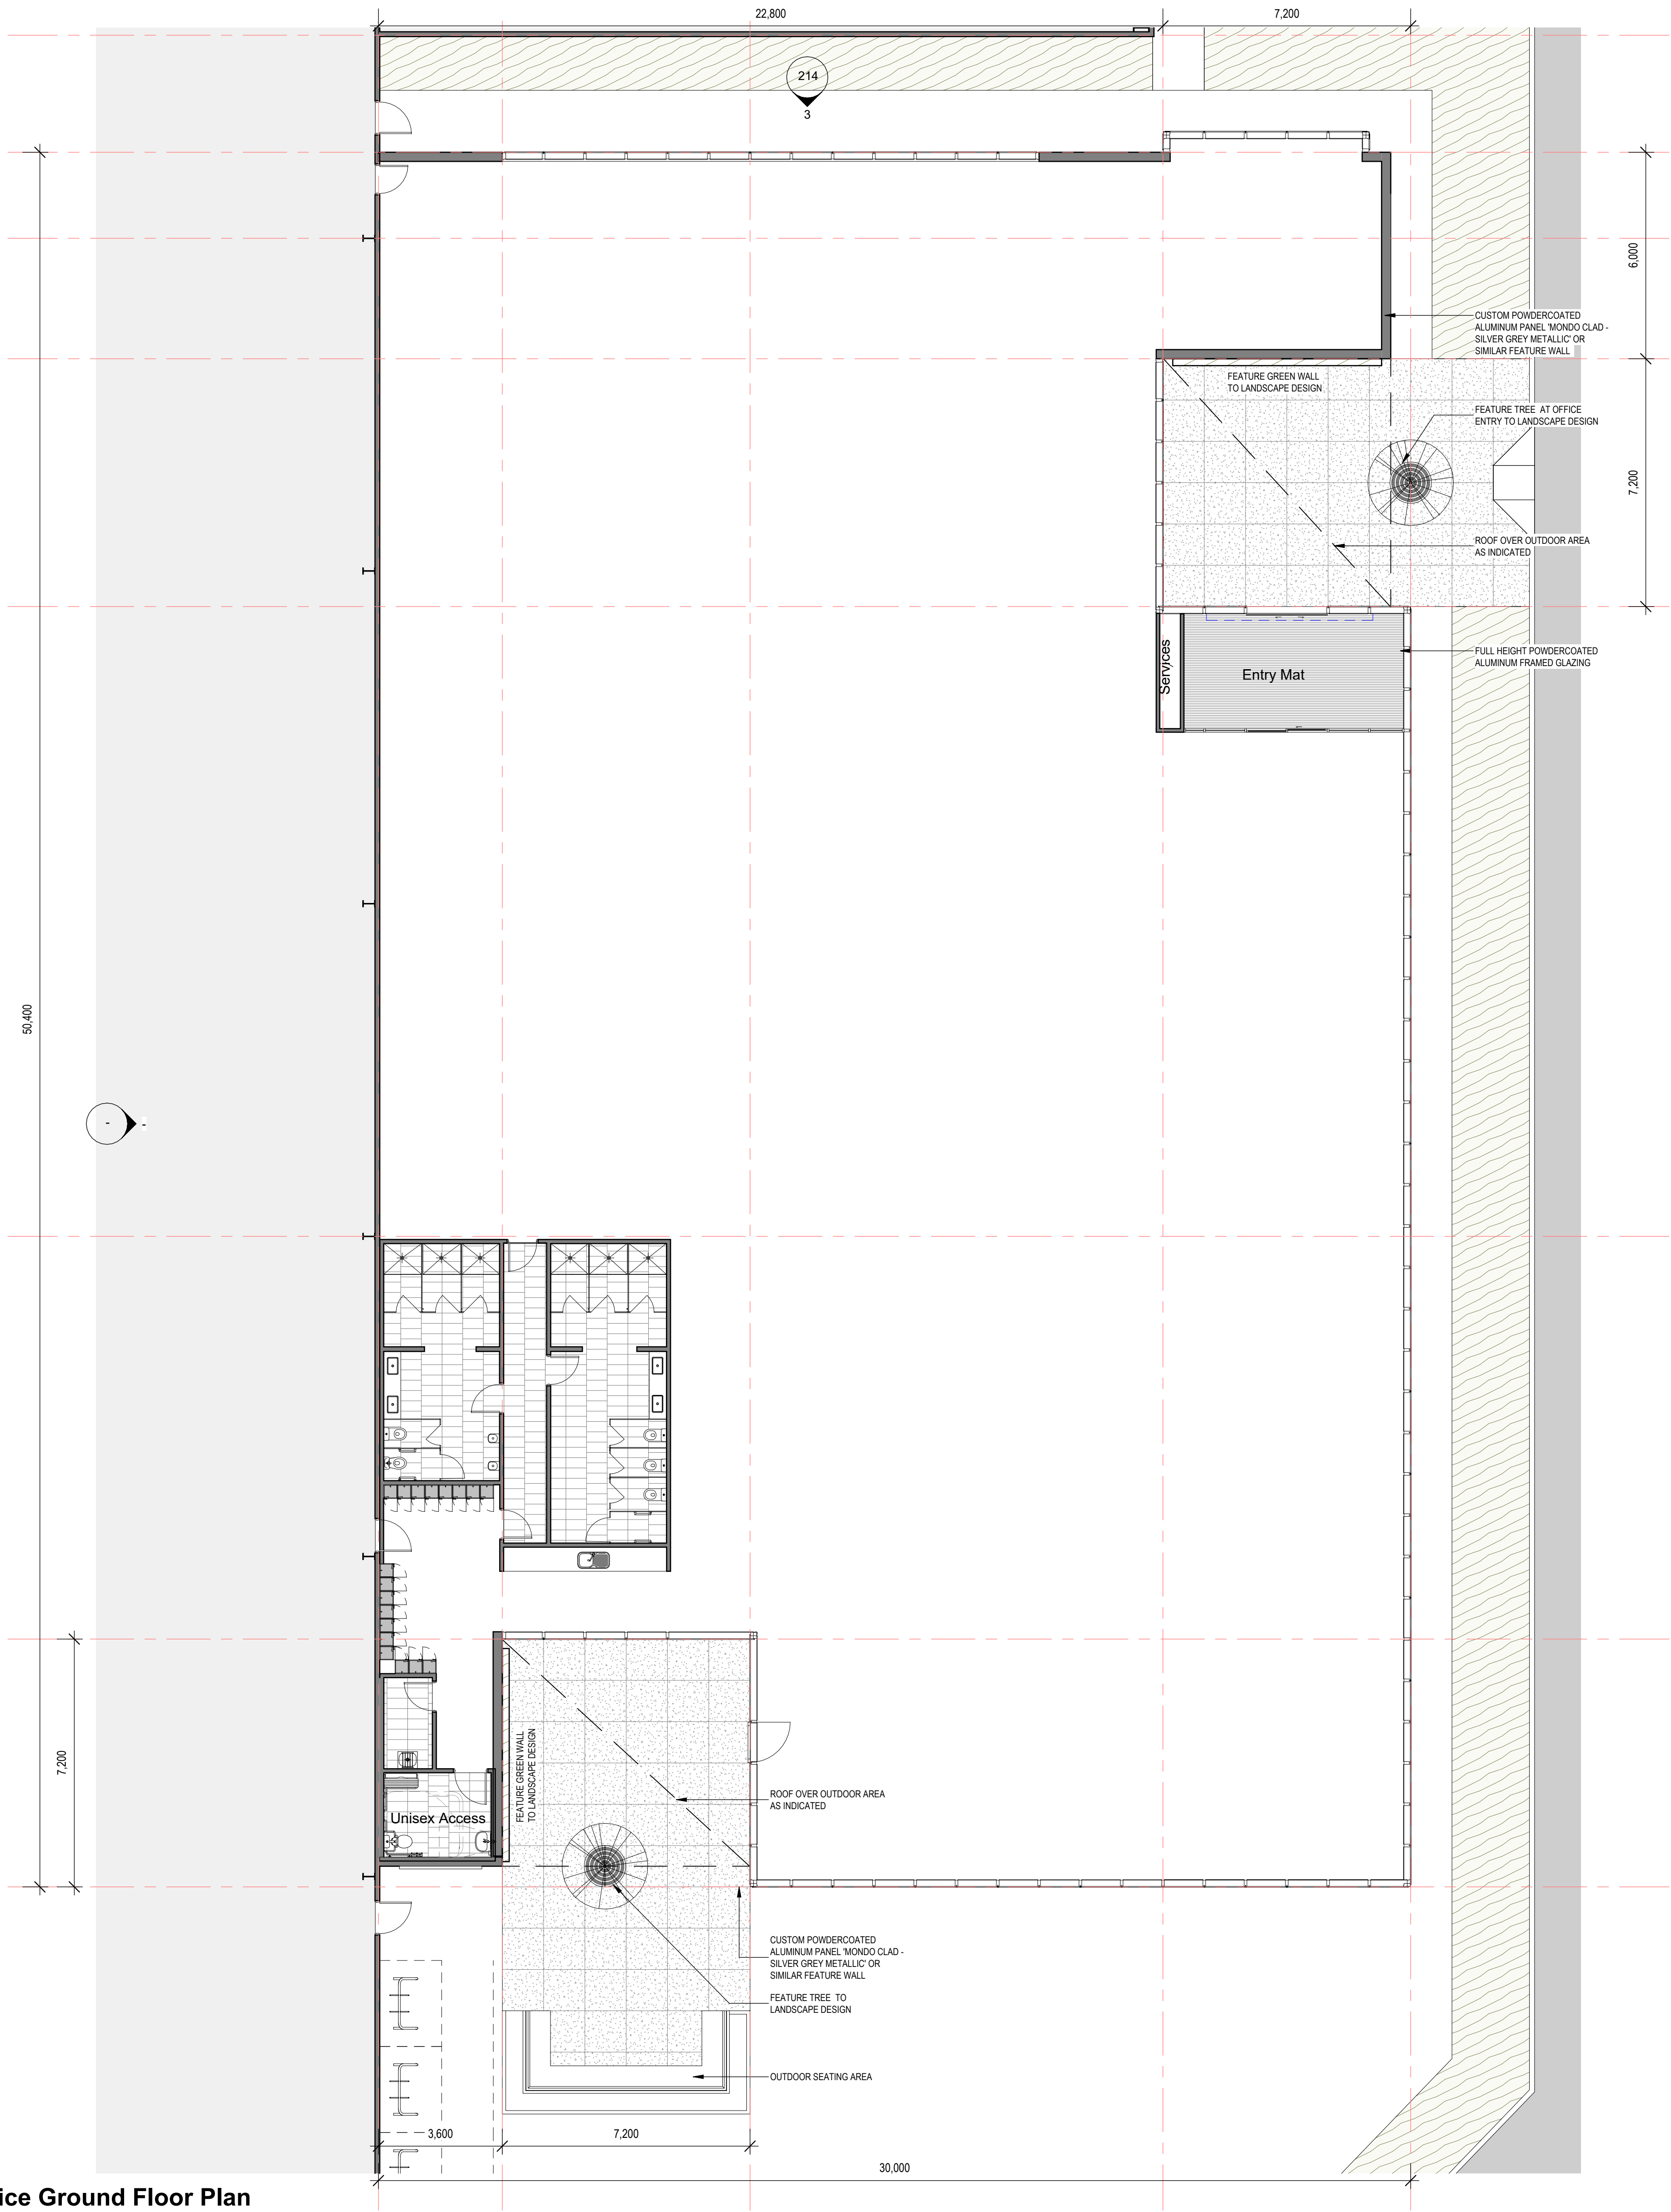 22,800
7,200
214
3
6,000
CUSTOM POWDERCOATED
ALUMINUM PANEL 'MONDO CLAD -
SILVER GREY METALLIC' OR
SIMILAR FEATURE WALL
FEATURE GREEN WALL
TO LANDSCAPE DESIGN
FEATURE TREE AT OFFICE
ENTRY TO LANDSCAPE DESIGN
7,200
ROOF OVER OUTDOOR AREA
AS INDICATED
Services
Entry Mat
FULL HEIGHT POWDERCOATED
ALUMINUM FRAMED GLAZING
50,400
-
-
7,200
FEATURE GREEN WALL
TO LANDSCAPE DESIGN
ROOF OVER OUTDOOR AREA
AS INDICATED
Unisex Access
CUSTOM POWDERCOATED
ALUMINUM PANEL 'MONDO CLAD -
SILVER GREY METALLIC' OR
SIMILAR FEATURE WALL
FEATURE TREE TO
LANDSCAPE DESIGN
OUTDOOR SEATING AREA
3,600
7,200
30,000
ice Ground Floor Plan